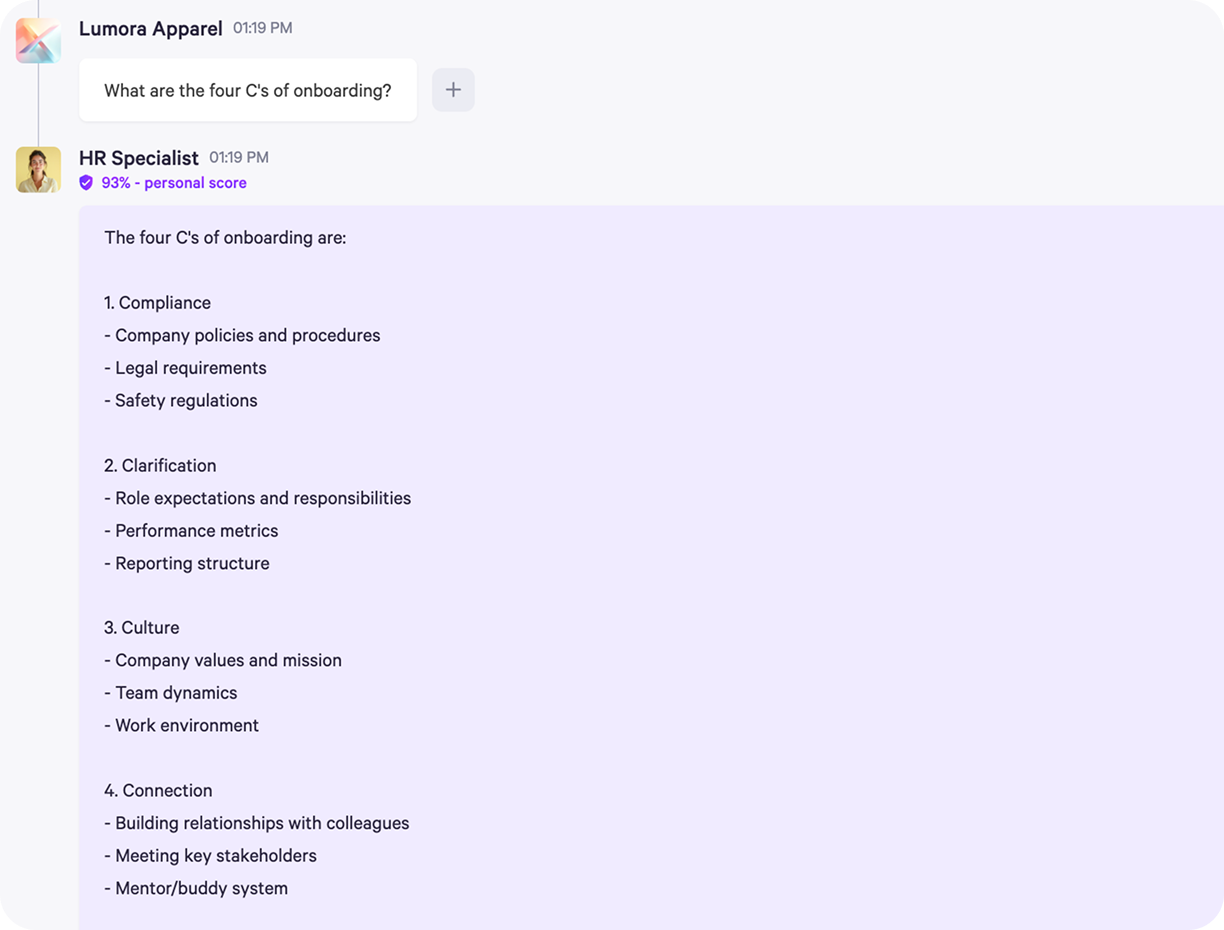 Lumora Apparel 01:19 PM
What are the four C's of onboarding?
HR Specialist 01:19 PM
93% - personal score
The four C's of onboarding are:
1. Compliance
- Company policies and procedures
- Legal requirements
- Safety regulations
2. Clarification
- Role expectations and responsibilities
- Performance metrics
- Reporting structure
3. Culture
- Company values and mission
- Team dynamics
- Work environment
4. Connection
- Building relationships with colleagues
- Meeting key stakeholders
- Mentor/buddy system